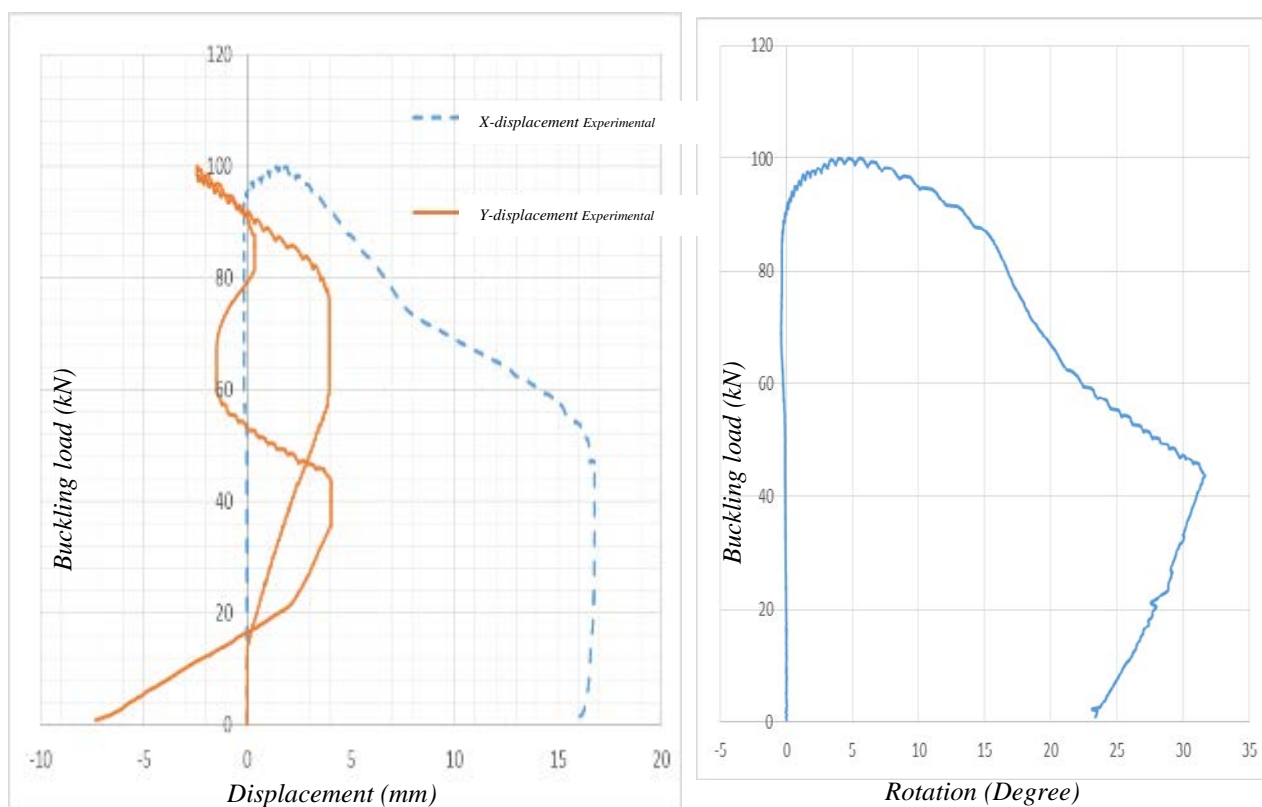 120
100
80
60
40
20
0
-10 -5 0 5 10 15 20
Buckling load (kN)
Displacement (mm)
X-displacement Experimental
Y-displacement Experimental
120
100
80
60
40
20
0
-5 0 5 10 15 20 25 30 35
Buckling load (kN)
Rotation (Degree)